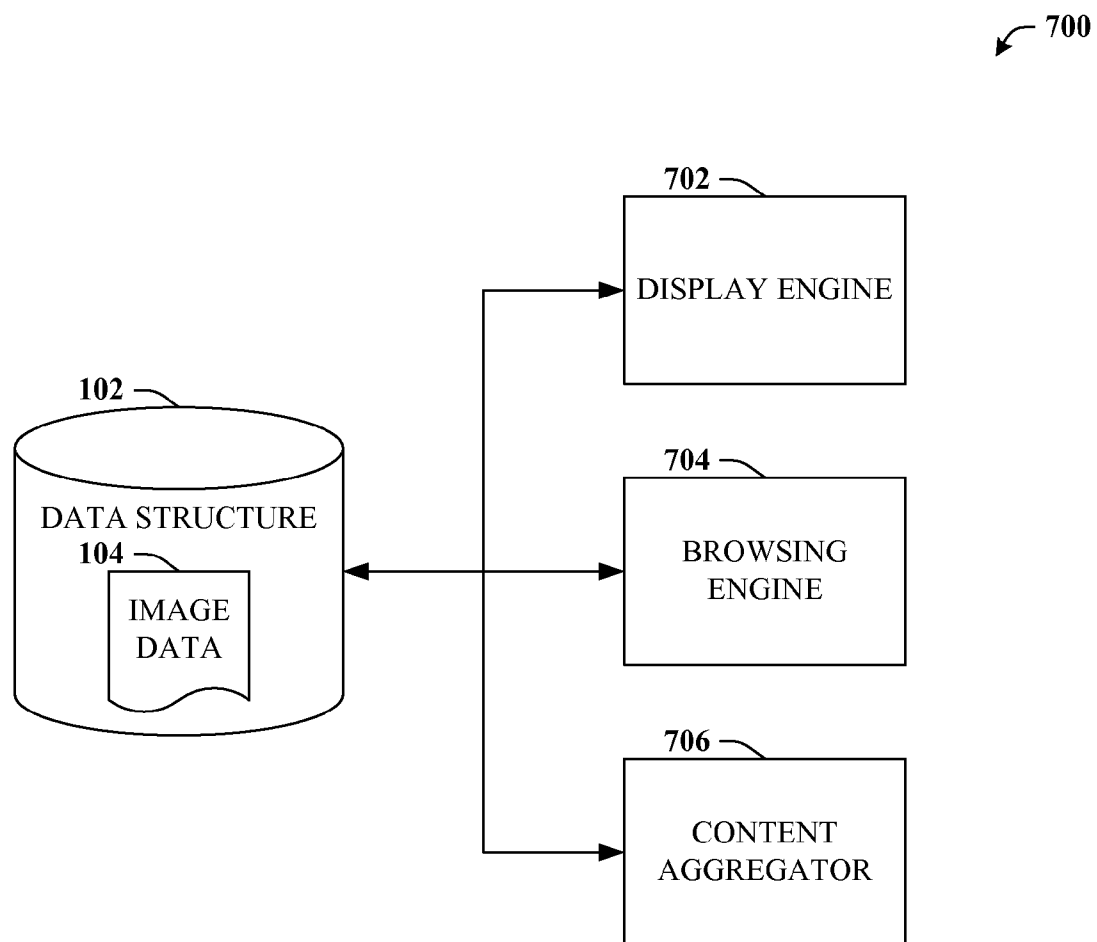 700
702
DISPLAY ENGINE
102
DATA STRUCTURE
104
IMAGE
DATA
704
BROWSING
ENGINE
706
CONTENT
AGGREGATOR